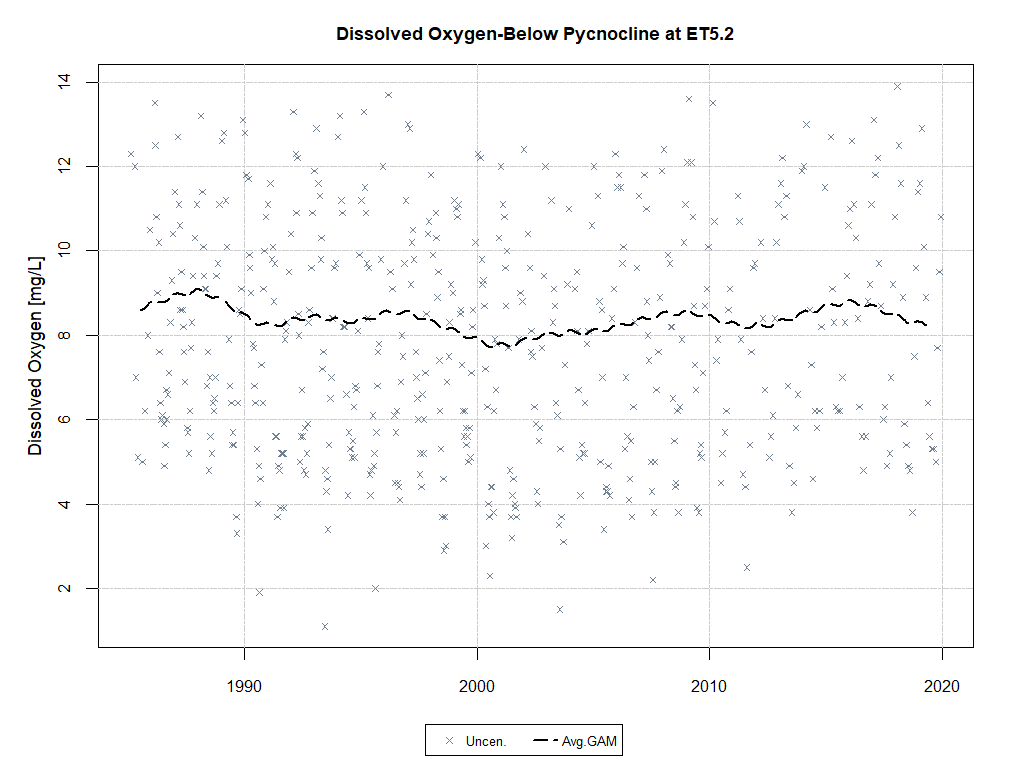 Dissolved Oxygen-Below Pycnocline at ET5.2
Dissolved Oxygen [mg/L]
14
12
10
8
6
4
2
1990 2000 2010 2020
Uncen. Avg.GAM